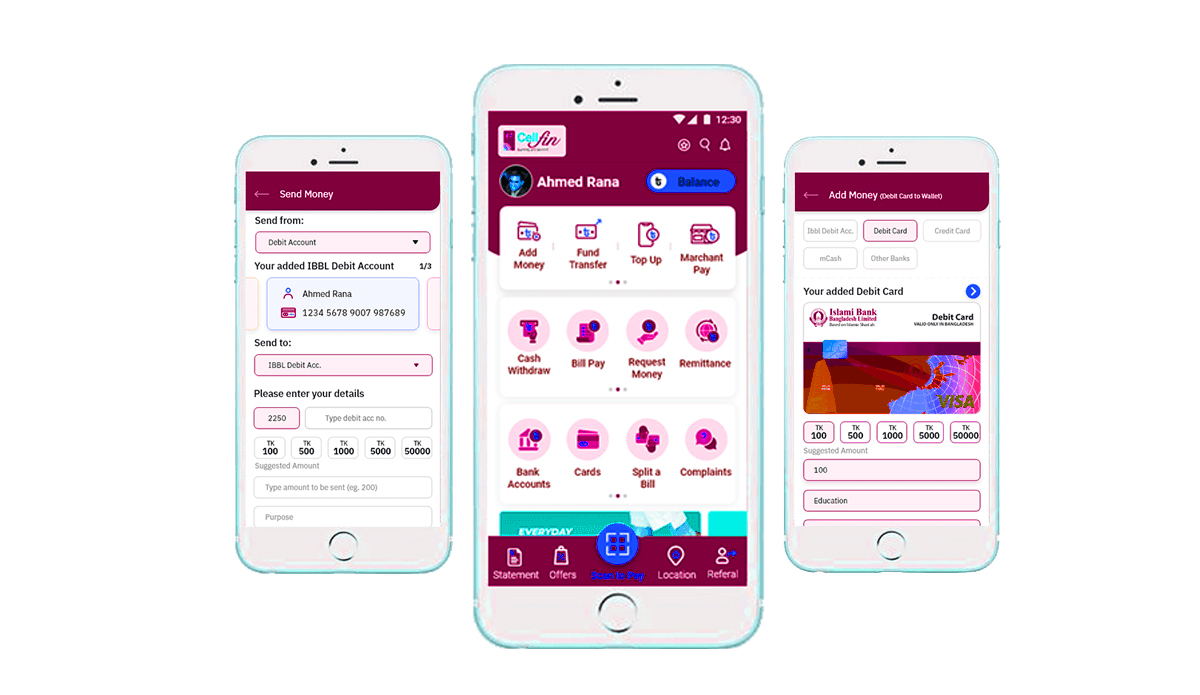 Send Money
Send from:
Debit Account
Your added IBBL Debit Account 1/3
Ahmed Rana
1234 5678 9007 987689
Send to:
IBBL Debit Acc.
Please enter your details
2250 Type debit acc no.
TK 100 TK 500 TK 1000 TK 5000 TK 50000
Suggested Amount
Type amount to be sent (eg. 200)
Purpose
12:30
Cellfin
Ahmed Rana Balance
Add Money
Fund Transfer
Top Up
Marchant Pay
Cash Withdraw
Bill Pay
Request Money
Remittance
Bank Accounts
Cards
Split a Bill
Complaints
EVERYDAY
Statement
Offers
Scan to Pay
Location
Referal
Add Money (Debit Card to Wallet)
Ibbl Debit Acc. Debit Card Credit Card
mCash Other Banks
Your added Debit Card
Islami Bank
Bangladesh Limited
Based on Islamic Shari'ah
Debit Card
VALID ONLY IN BANGLADESH
VISA
TK 100 TK 500 TK 1000 TK 5000 TK 50000
Suggested Amount
100
Education